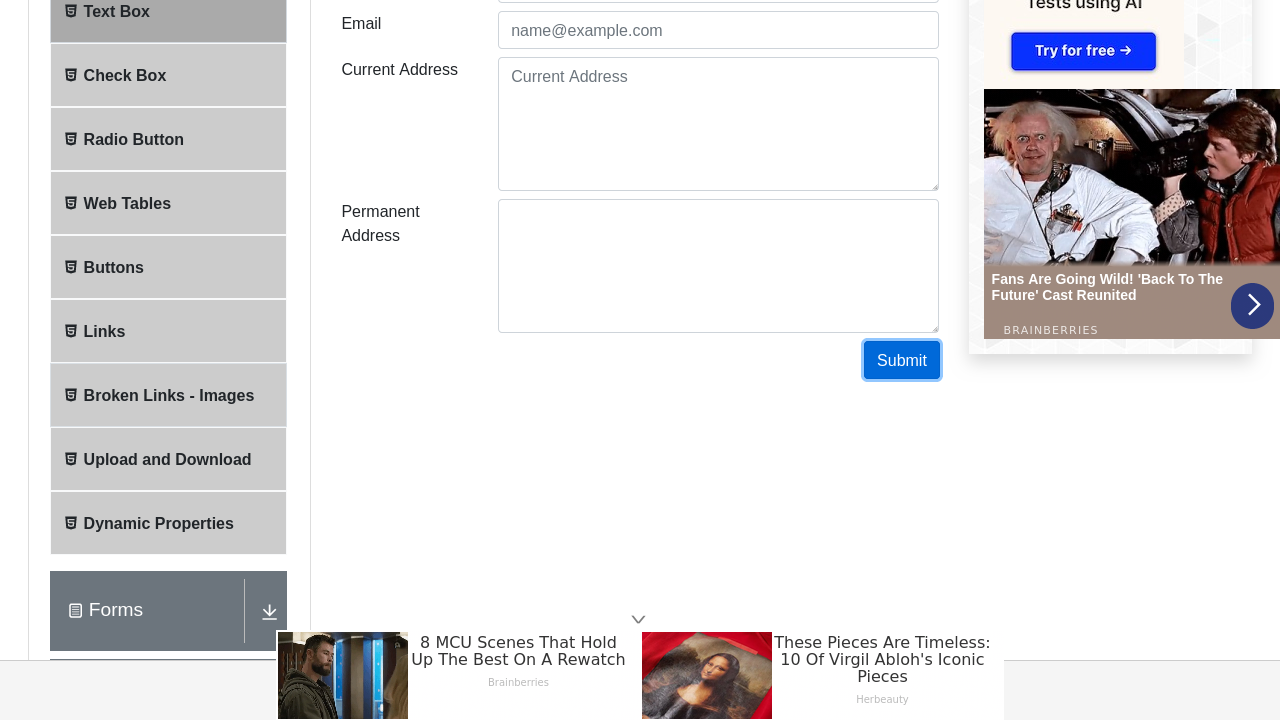 Text Box
Check Box
Radio Button
Web Tables
Buttons
Links
Broken Links - Images
Upload and Download
Dynamic Properties
Forms
Email
name@example.com
Current Address
Current Address
Permanent
Address
Submit
Tests using AI
Try for free →
Fans Are Going Wild! 'Back To The
Future' Cast Reunited
BRAINBERRIES
8 MCU Scenes That Hold
Up The Best On A Rewatch
Brainberries
These Pieces Are Timeless:
10 Of Virgil Abloh's Iconic
Pieces
Herbeauty